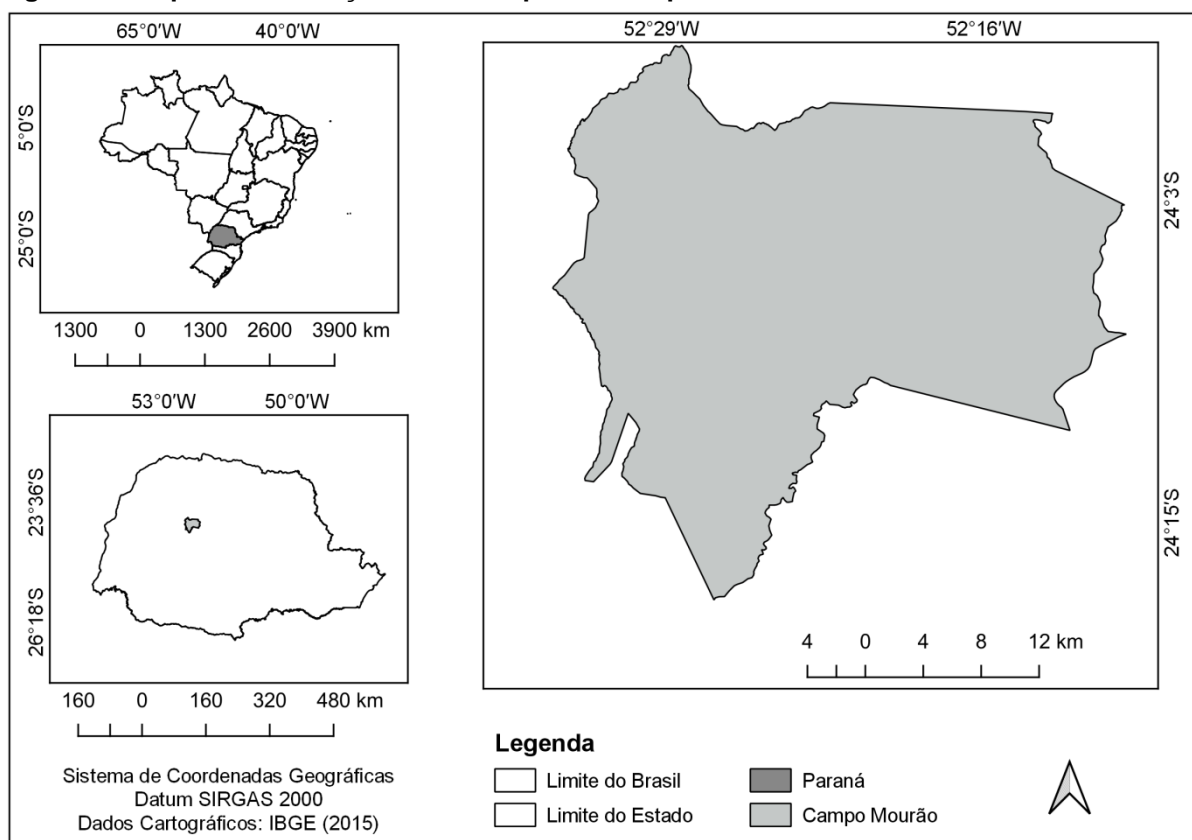 65°0'W 40°0'W
5°0'S
25°0'S
1300 0 1300 2600 3900 km
53°0'W 50°0'W
23°36'S
26°18'S
160 0 160 320 480 km
Sistema de Coordenadas Geográficas
Datum SIRGAS 2000
Dados Cartográficos: IBGE (2015)
52°29'W 52°16'W
24°3'S
24°15'S
4 0 4 8 12 km
Legenda
Limite do Brasil
Limite do Estado
Paraná
Campo Mourão